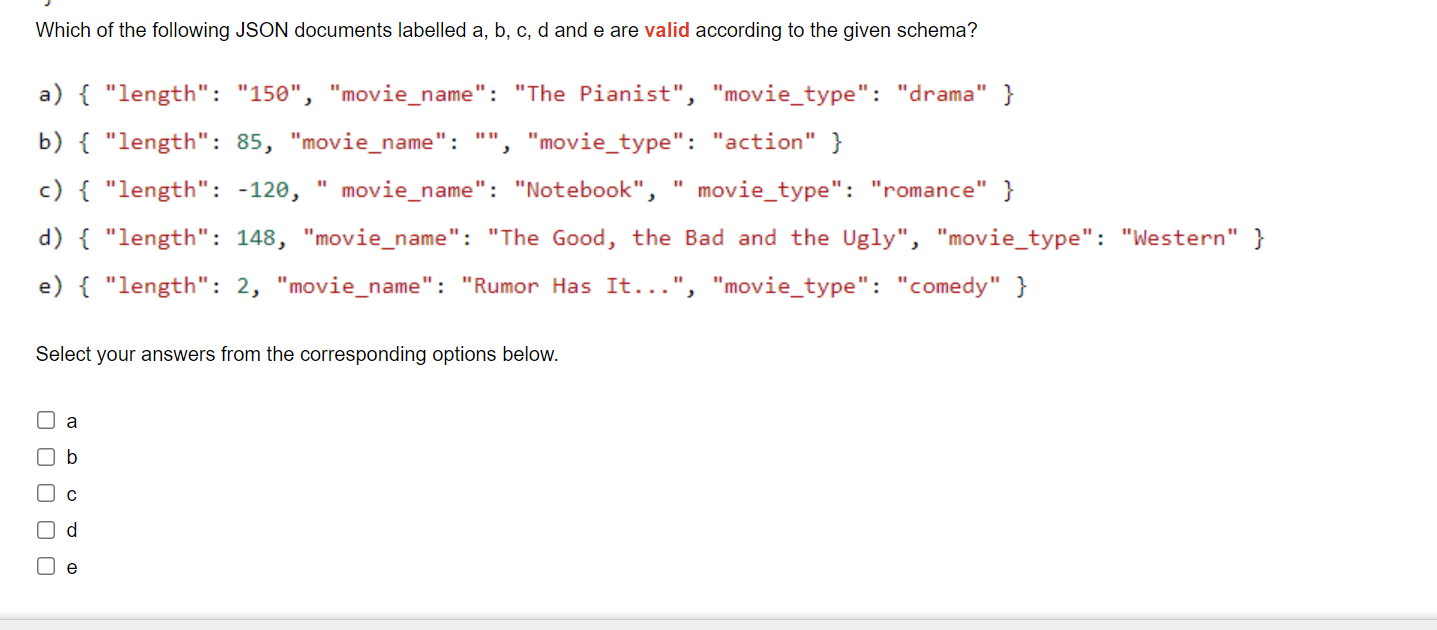 Which of the following JSON documents labelled a, b, c, d and e are valid according to the given schema?
a) { "length": "150", "movie_name": "The Pianist", "movie_type": "drama" }
b) { "length": 85, "movie_name": "", "movie_type": "action" }
c) { "length": -120, " movie_name": "Notebook", " movie_type": "romance" }
d) { "length": 148, "movie_name": "The Good, the Bad and the Ugly", "movie_type": "Western" }
e) { "length": 2, "movie_name": "Rumor Has It...", "movie_type": "comedy" }
Select your answers from the corresponding options below.
a
b
c
d
e